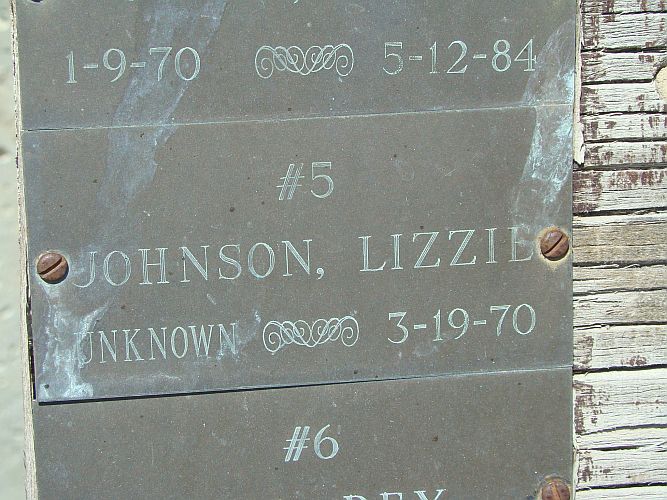 1-9-70 5-12-84
#5
JOHNSON, LIZZIE
UNKNOWN 3-19-70
#6